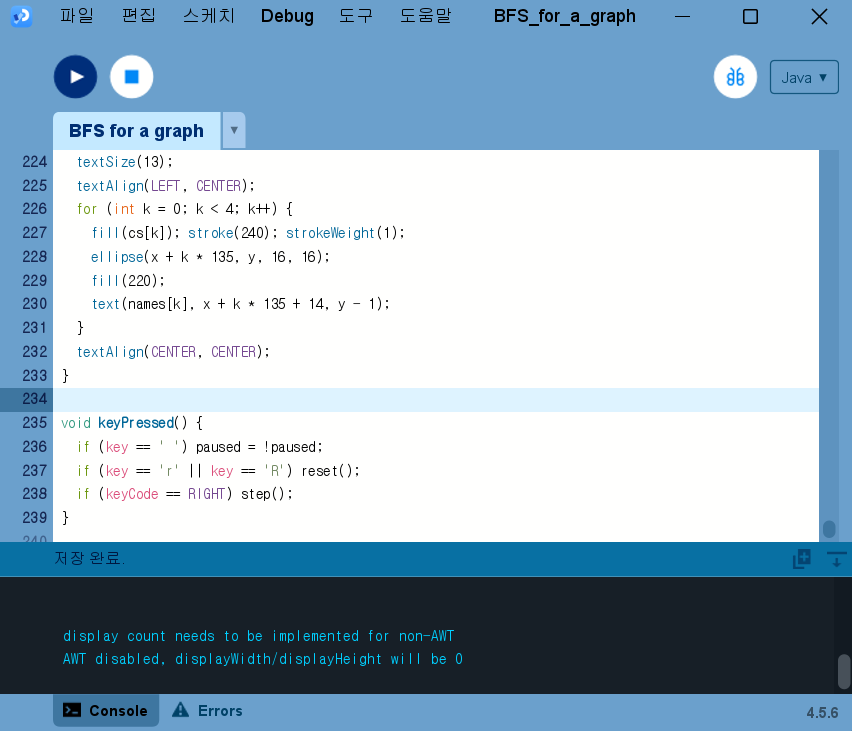 파일 편집 스케치 Debug 도구 도움말 BFS_for_a_graph
Java ▼
BFS for a graph ▼
224 textSize(13);
225 textAlign(LEFT, CENTER);
226 for (int k = 0; k < 4; k++) {
227 fill(cs[k]); stroke(240); strokeWeight(1);
228 ellipse(x + k * 135, y, 16, 16);
229 fill(220);
230 text(names[k], x + k * 135 + 14, y - 1);
231 }
232 textAlign(CENTER, CENTER);
233 }
234
235 void keyPressed() {
236 if (key == ' ') paused = !paused;
237 if (key == 'r' || key == 'R') reset();
238 if (keyCode == RIGHT) step();
239 }
240
저장 완료.
display count needs to be implemented for non-AWT
AWT disabled, displayWidth/displayHeight will be 0
Console Errors
4.5.6